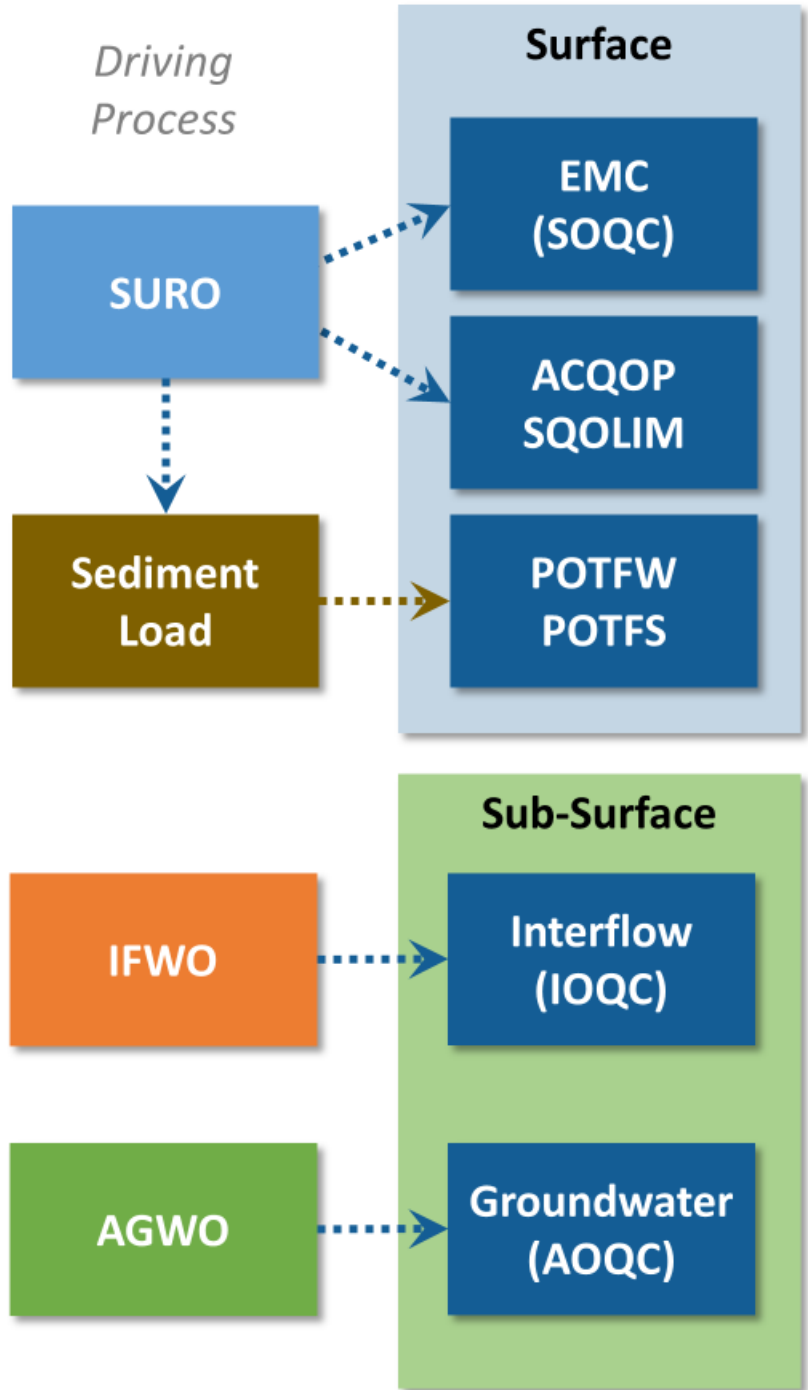 Driving
Process
Surface
SURO
EMC
(SOQC)
ACQOP
SQOLIM
Sediment
Load
POTFW
POTFS
Sub-Surface
IFWO
Interflow
(IOQC)
AGWO
Groundwater
(AOQC)